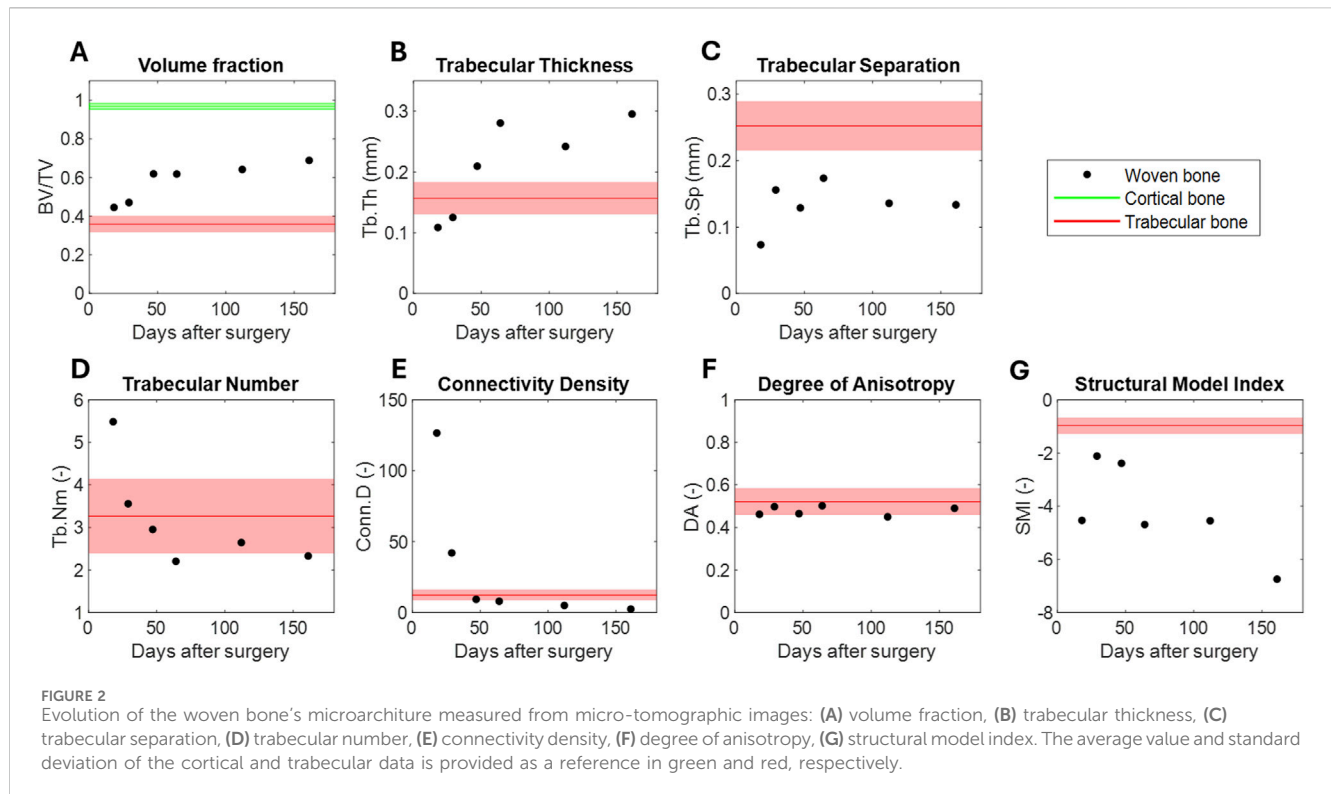 A
Volume fraction
1
0.8
0.6
0.4
0.2
0
BV/TV
0 50 100 150
Days after surgery
B
Trabecular Thickness
0.3
0.2
0.1
0
Tb.Th (mm)
0 50 100 150
Days after surgery
C
Trabecular Separation
0.3
0.2
0.1
0
Tb.Sp (mm)
0 50 100 150
Days after surgery
Woven bone
Cortical bone
Trabecular bone
D
Trabecular Number
6
5
4
3
2
1
Tb.Nm (-)
0 50 100 150
Days after surgery
E
Connectivity Density
150
100
50
0
Conn.D (-)
0 50 100 150
Days after surgery
F
Degree of Anisotropy
1
0.8
0.6
0.4
0.2
0
DA (-)
0 50 100 150
Days after surgery
G
Structural Model Index
0
-2
-4
-6
-8
SMI (-)
0 50 100 150
Days after surgery
FIGURE 2
Evolution of the woven bone's microarchiture measured from micro-tomographic images: (A) volume fraction, (B) trabecular thickness, (C)
trabecular separation, (D) trabecular number, (E) connectivity density, (F) degree of anisotropy, (G) structural model index. The average value and standard
deviation of the cortical and trabecular data is provided as a reference in green and red, respectively.